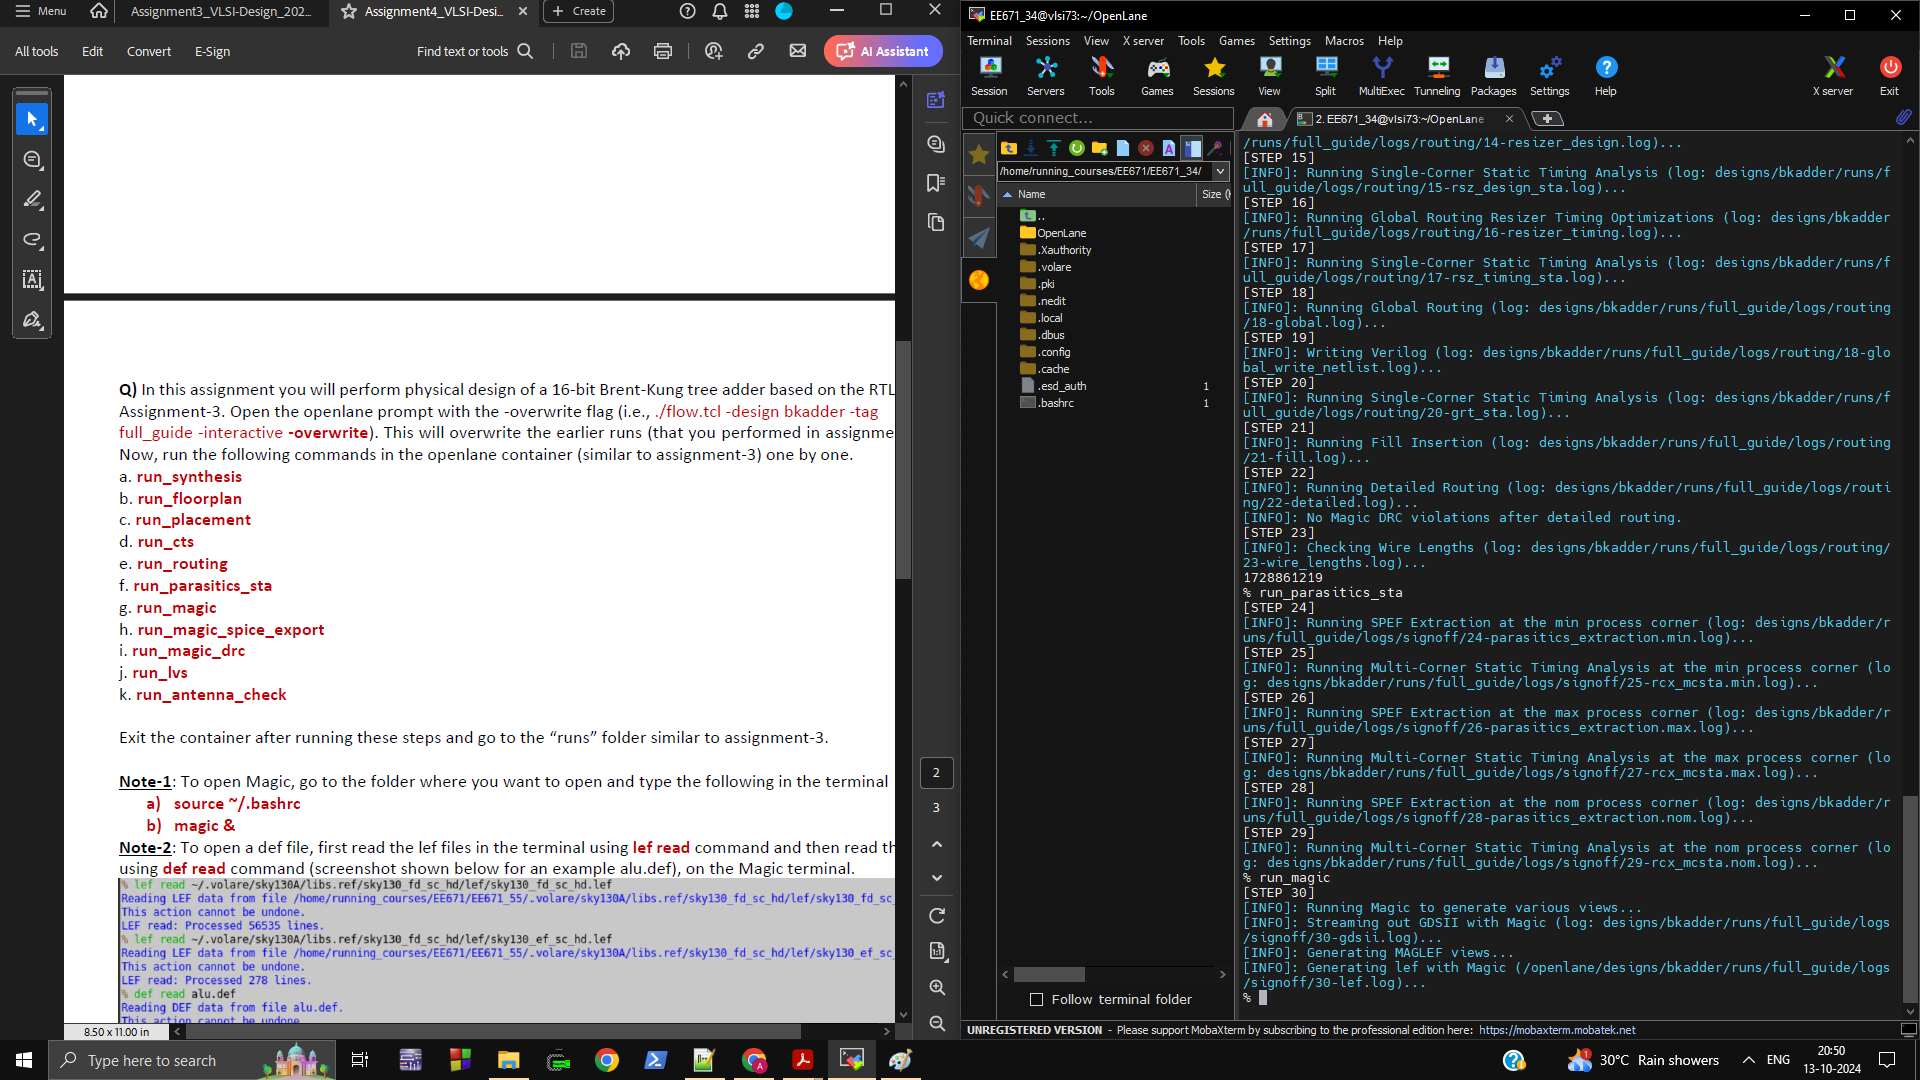 Menu
Assignment3_VLSI-Design_202...
Assignment4_VLSI-Desi...
Create
All tools
Edit
Convert
E-Sign
Find text or tools
AI Assistant
Q) In this assignment you will perform physical design of a 16-bit Brent-Kung tree adder based on the RTL
Assignment-3. Open the openlane prompt with the -overwrite flag (i.e., ./flow.tcl -design bkadder -tag
full_guide -interactive -overwrite). This will overwrite the earlier runs (that you performed in assignme
Now, run the following commands in the openlane container (similar to assignment-3) one by one.
a. run_synthesis
b. run_floorplan
c. run_placement
d. run_cts
e. run_routing
f. run_parasitics_sta
g. run_magic
h. run_magic_spice_export
i. run_magic_drc
j. run_lvs
k. run_antenna_check
Exit the container after running these steps and go to the “runs” folder similar to assignment-3.
Note-1: To open Magic, go to the folder where you want to open and type the following in the terminal
a) source ~/.bashrc
b) magic &
Note-2: To open a def file, first read the lef files in the terminal using lef read command and then read th
using def read command (screenshot shown below for an example alu.def), on the Magic terminal.
% lef read ~/.volare/sky130A/libs.ref/sky130_fd_sc_hd/lef/sky130_fd_sc_hd.lef
Reading LEF data from file /home/running_courses/EE671/EE671_55/.volare/sky130A/libs.ref/sky130_fd_sc_hd/lef/sky130_fd_sc_
This action cannot be undone.
LEF read: Processed 56535 lines.
% lef read ~/.volare/sky130A/libs.ref/sky130_fd_sc_hd/lef/sky130_ef_sc_hd.lef
Reading LEF data from file /home/running_courses/EE671/EE671_55/.volare/sky130A/libs.ref/sky130_fd_sc_hd/lef/sky130_ef_sc_
This action cannot be undone.
LEF read: Processed 278 lines.
% def read alu.def
Reading DEF data from file alu.def.
This action cannot be undone.
8.50 x 11.00 in
2
3
EE671_34@vlsi73:~/OpenLane
Terminal Sessions View X server Tools Games Settings Macros Help
Session Servers Tools Games Sessions View Split MultiExec Tunneling Packages Settings Help X server Exit
Quick connect...
2. EE671_34@vlsi73:~/OpenLane
/home/running_courses/EE671/EE671_34/
Name
Size (
..
OpenLane
.Xauthority
.volare
.pki
.nedit
.local
.dbus
.config
.cache
.esd_auth 1
.bashrc 1
Follow terminal folder
/runs/full_guide/logs/routing/14-resizer_design.log)...
[STEP 15]
[INFO]: Running Single-Corner Static Timing Analysis (log: designs/bkadder/runs/f
ull_guide/logs/routing/15-rsz_design_sta.log)...
[STEP 16]
[INFO]: Running Global Routing Resizer Timing Optimizations (log: designs/bkadder
/runs/full_guide/logs/routing/16-resizer_timing.log)...
[STEP 17]
[INFO]: Running Single-Corner Static Timing Analysis (log: designs/bkadder/runs/f
ull_guide/logs/routing/17-rsz_timing_sta.log)...
[STEP 18]
[INFO]: Running Global Routing (log: designs/bkadder/runs/full_guide/logs/routing
/18-global.log)...
[STEP 19]
[INFO]: Writing Verilog (log: designs/bkadder/runs/full_guide/logs/routing/18-glo
bal_write_netlist.log)...
[STEP 20]
[INFO]: Running Single-Corner Static Timing Analysis (log: designs/bkadder/runs/f
ull_guide/logs/routing/20-grt_sta.log)...
[STEP 21]
[INFO]: Running Fill Insertion (log: designs/bkadder/runs/full_guide/logs/routing
/21-fill.log)...
[STEP 22]
[INFO]: Running Detailed Routing (log: designs/bkadder/runs/full_guide/logs/routi
ng/22-detailed.log)...
[INFO]: No Magic DRC violations after detailed routing.
[STEP 23]
[INFO]: Checking Wire Lengths (log: designs/bkadder/runs/full_guide/logs/routing/
23-wire_lengths.log)...
1728861219
% run_parasitics_sta
[STEP 24]
[INFO]: Running SPEF Extraction at the min process corner (log: designs/bkadder/r
uns/full_guide/logs/signoff/24-parasitics_extraction.min.log)...
[STEP 25]
[INFO]: Running Multi-Corner Static Timing Analysis at the min process corner (lo
g: designs/bkadder/runs/full_guide/logs/signoff/25-rcx_mcsta.min.log)...
[STEP 26]
[INFO]: Running SPEF Extraction at the max process corner (log: designs/bkadder/r
uns/full_guide/logs/signoff/26-parasitics_extraction.max.log)...
[STEP 27]
[INFO]: Running Multi-Corner Static Timing Analysis at the max process corner (lo
g: designs/bkadder/runs/full_guide/logs/signoff/27-rcx_mcsta.max.log)...
[STEP 28]
[INFO]: Running SPEF Extraction at the nom process corner (log: designs/bkadder/r
uns/full_guide/logs/signoff/28-parasitics_extraction.nom.log)...
[STEP 29]
[INFO]: Running Multi-Corner Static Timing Analysis at the nom process corner (lo
g: designs/bkadder/runs/full_guide/logs/signoff/29-rcx_mcsta.nom.log)...
% run_magic
[STEP 30]
[INFO]: Running Magic to generate various views...
[INFO]: Streaming out GDSII with Magic (log: designs/bkadder/runs/full_guide/logs
/signoff/30-gdsii.log)...
[INFO]: Generating MAGLEF views...
[INFO]: Generating lef with Magic (/openlane/designs/bkadder/runs/full_guide/logs
/signoff/30-lef.log)...
%
UNREGISTERED VERSION - Please support MobaXterm by subscribing to the professional edition here: https://mobaxterm.mobatek.net
Type here to search
30°C Rain showers
ENG
20:50
13-10-2024